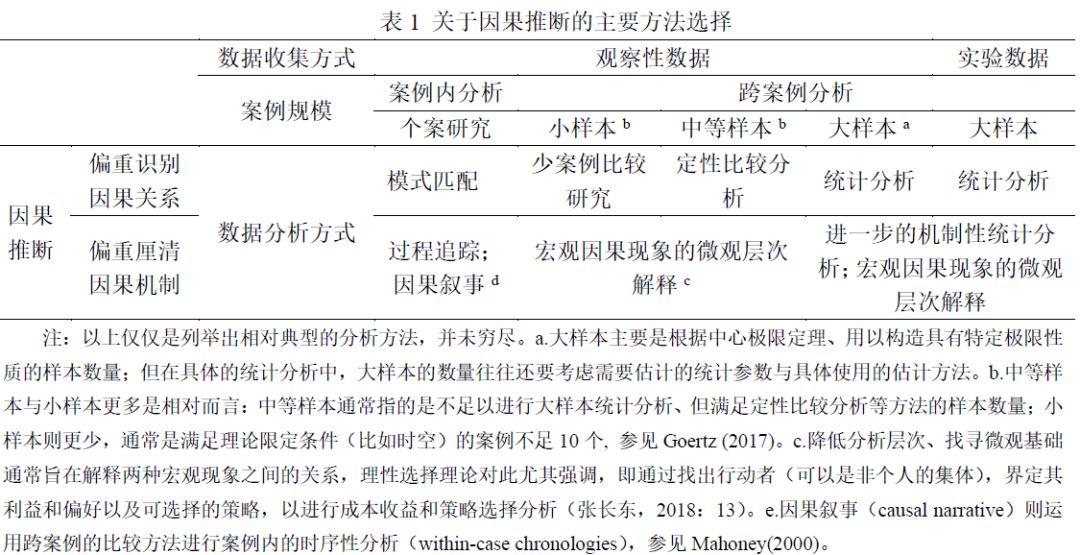 表 1 关于因果推断的主要方法选择
数据收集方式 观察性数据 实验数据
案例规模 案例内分析 跨案例分析
个案研究 小样本 b 中等样本 b 大样本 a 大样本
因果推断 偏重识别因果关系 数据分析方式 模式匹配 少案例比较研究 定性比较分析 统计分析 统计分析
偏重厘清因果机制 过程追踪；因果叙事 d 宏观因果现象的微观层次解释 c 进一步的机制性统计分析；宏观因果现象的微观层次解释
注：以上仅仅是列举出相对典型的分析方法，并未穷尽。a.大样本主要是根据中心极限定理、用以构造具有特定极限性
质的样本数量；但在具体的统计分析中，大样本的数量往往还要考虑需要估计的统计参数与具体使用的估计方法。b.中等样
本与小样本更多是相对而言：中等样本通常指的是不足以进行大样本统计分析、但满足定性比较分析等方法的样本数量；小
样本则更少，通常是满足理论限定条件（比如时空）的案例不足 10 个, 参见 Goertz (2017)。c.降低分析层次、找寻微观基础
通常旨在解释两种宏观现象之间的关系，理性选择理论对此尤其强调，即通过找出行动者（可以是非个人的集体），界定其
利益和偏好以及可选择的策略，以进行成本收益和策略选择分析（张长东，2018：13）。e.因果叙事（causal narrative）则运
用跨案例的比较方法进行案例内的时序性分析（within-case chronologies），参见 Mahoney(2000)。